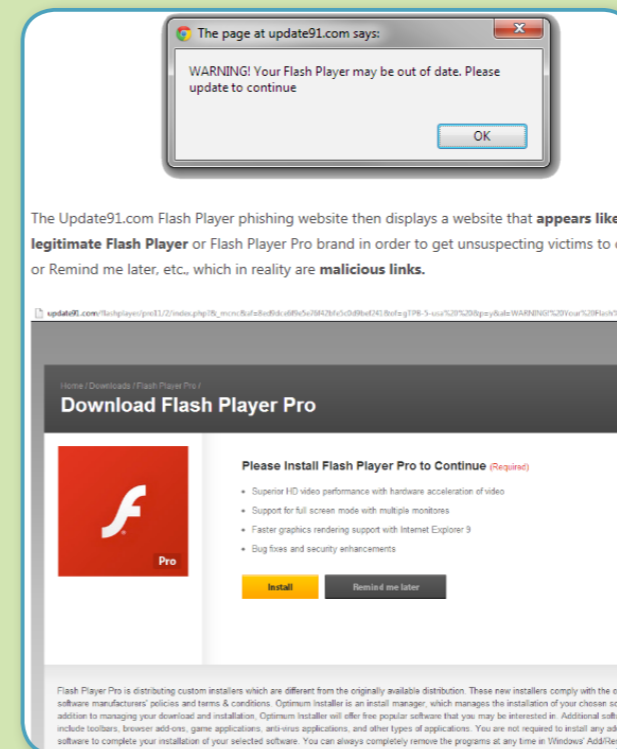 The page at update91.com says:
WARNING! Your Flash Player may be out of date. Please
update to continue
OK
The Update91.com Flash Player phishing website then displays a website that appears like
legitimate Flash Player or Flash Player Pro brand in order to get unsuspecting victims to
or Remind me later, etc., which in reality are malicious links.
update91.com
Home / Downloads / Flash Player Pro /
Download Flash Player Pro
Please Install Flash Player Pro to Continue (Required)
Pro
• Superior HD video performance with hardware acceleration of video
• Support for full screen mode with multiple monitores
• Faster graphics rendering support with Internet Explorer 9
• Bug fixes and security enhancements
Install Remind me later
Flash Player Pro is distributing custom installers which are different from the originally available distribution. These new installers comply with the
software manufacturers' policies and terms & conditions. Optimum Installer is an install manager, which manages the installation of your chosen
addition to managing your download and installation, Optimum Installer will offer free popular software that you may be interested in. Additional
include toolbars, browser add-ons, game applications, anti-virus applications, and other types of applications. You are not required to install any
software to complete your installation of your selected software. You can always completely remove the programs at any time in Windows'